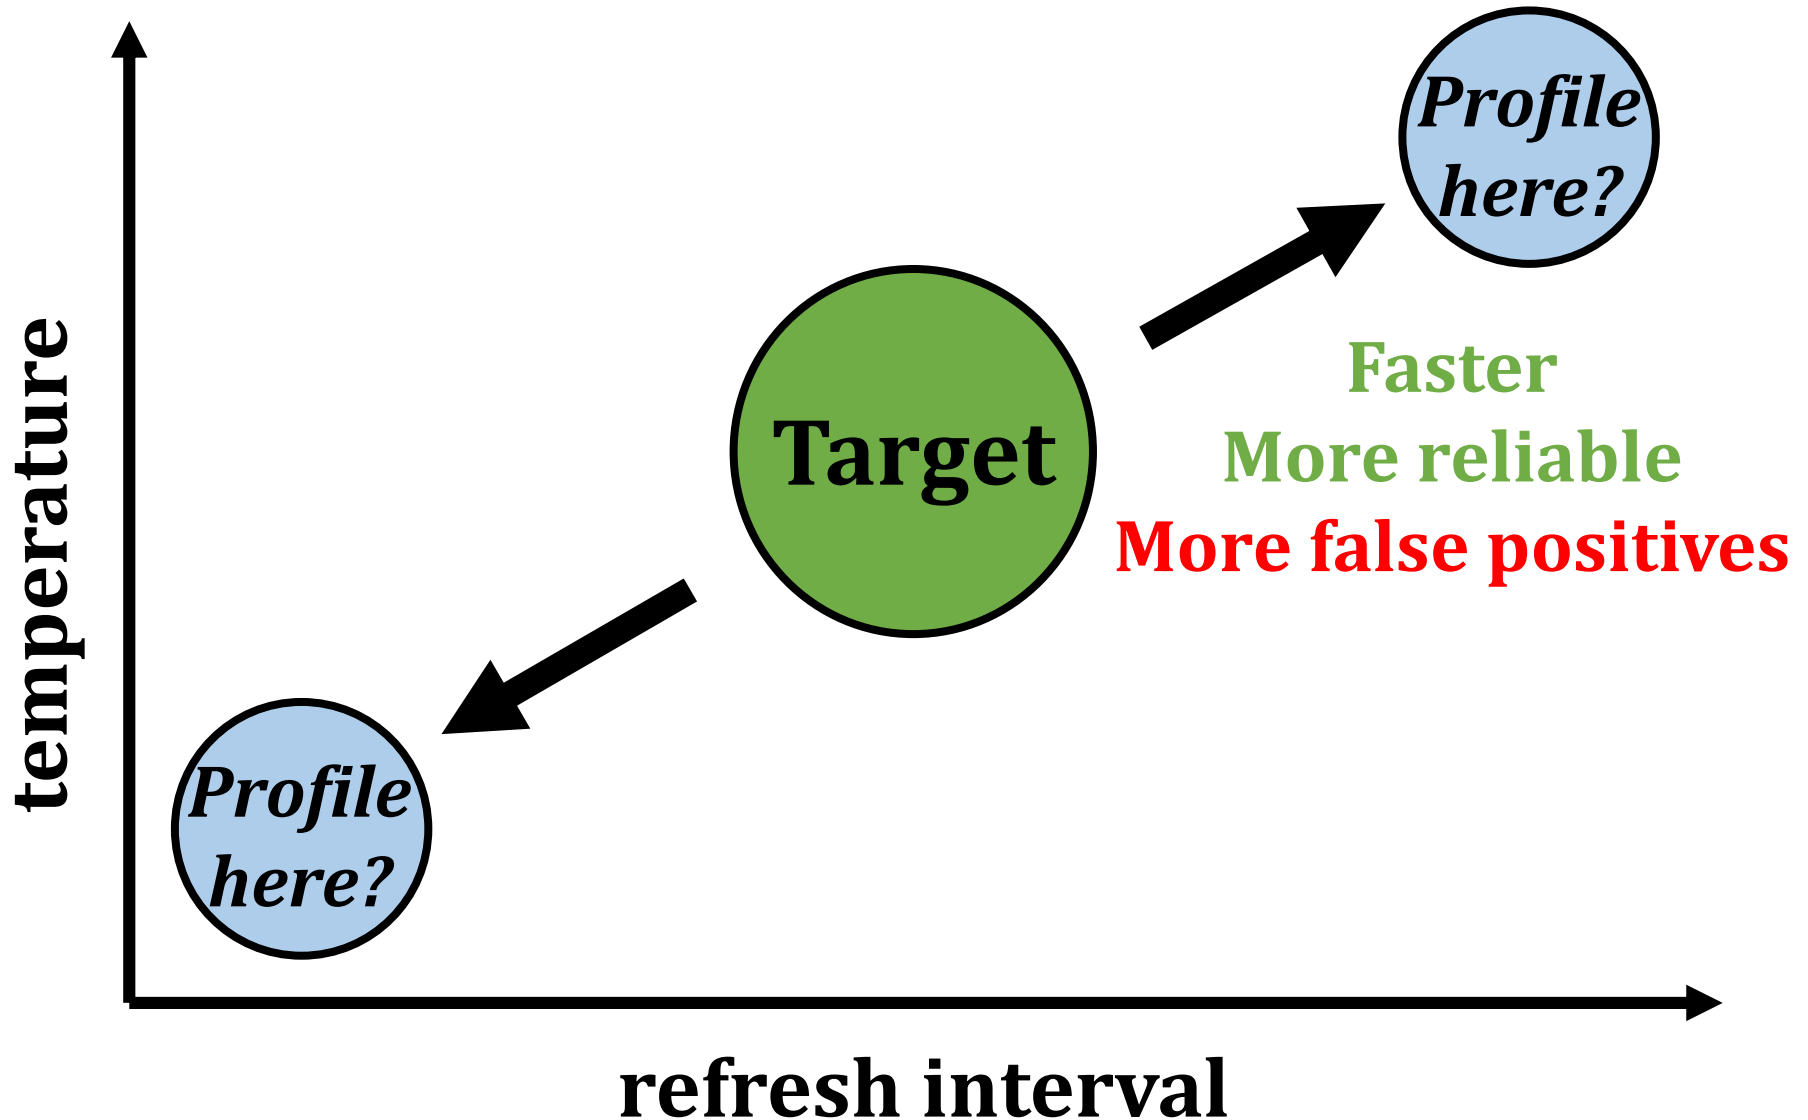 Profile
here?
Target
Faster
More reliable
More false positives
Profile
here?
temperature
refresh interval